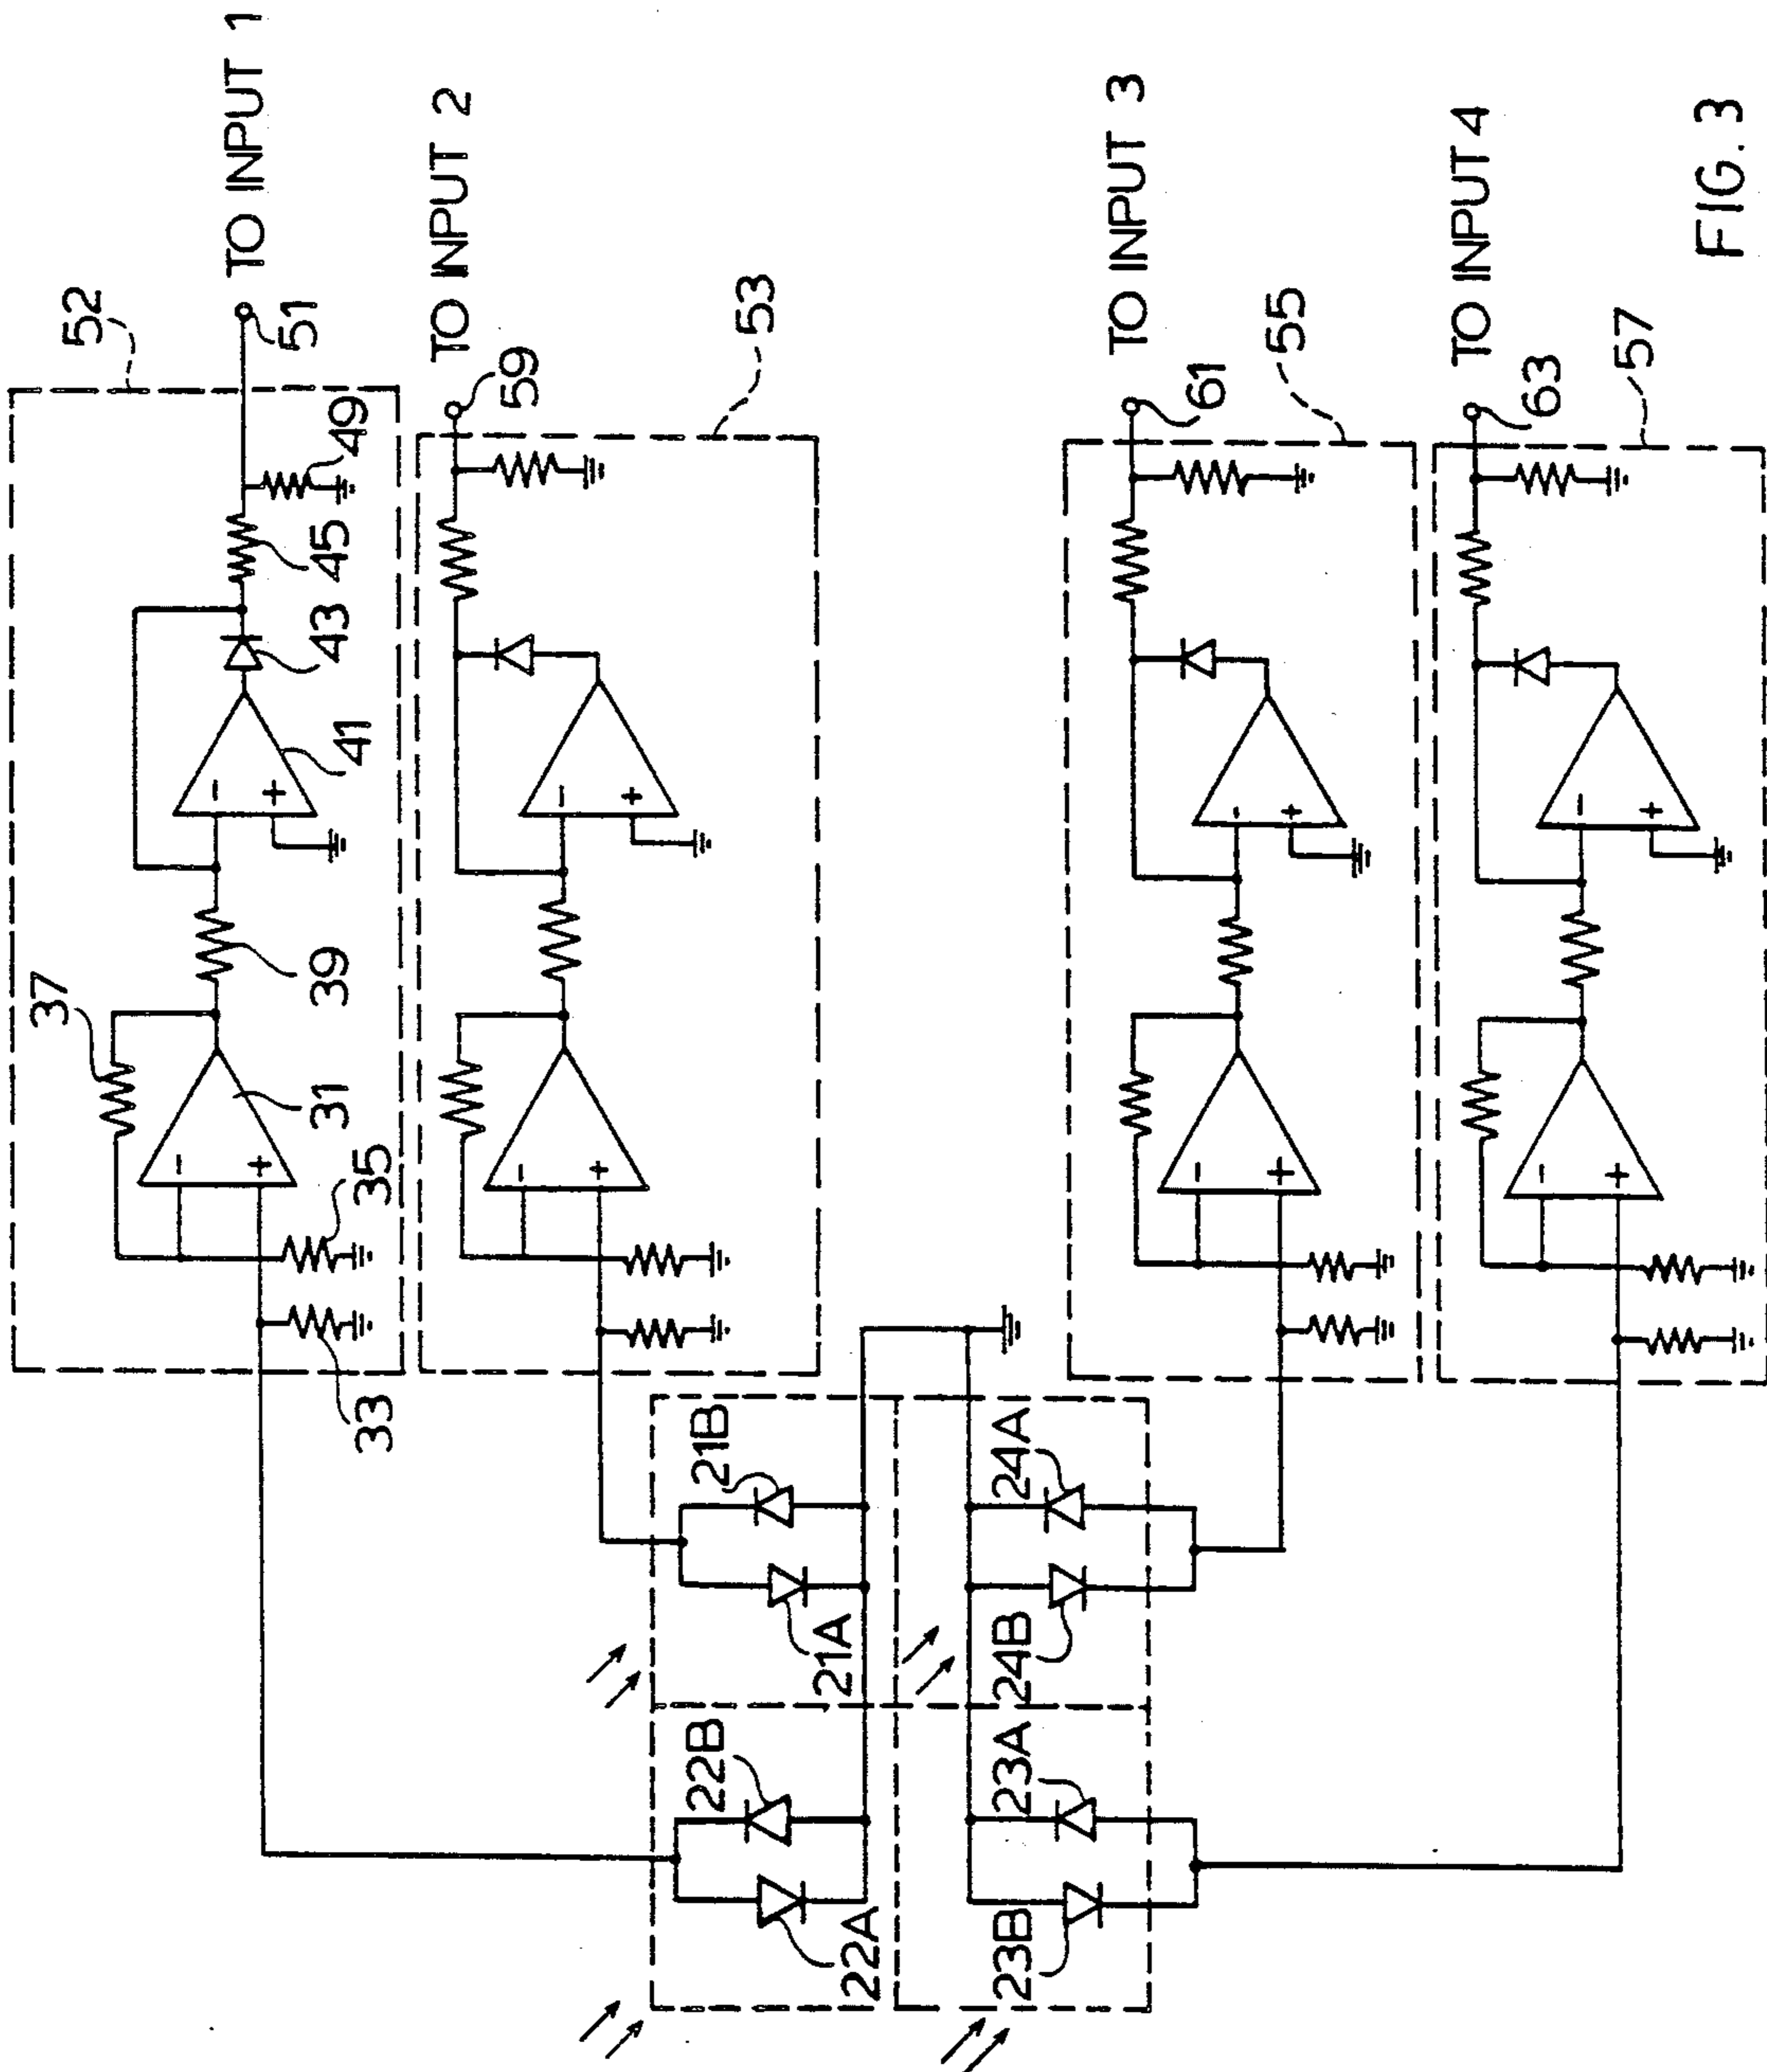 52
TO INPUT 1
51
49
45
43
41
39
37
31
35
33
-
+
-
+
TO INPUT 2
59
53
-
+
-
+
21B
21A
22B
22A
24A
24B
23A
23B
TO INPUT 3
61
55
-
+
-
+
TO INPUT 4
63
57
-
+
-
+
FIG. 3